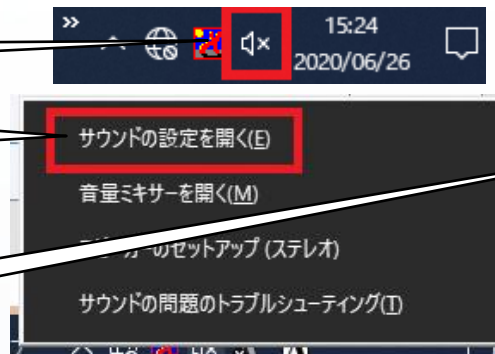 15:24
2020/06/26
サウンドの設定を開く(E)
音量ミキサーを開く(M)
のセットアップ (ステレオ)
サウンドの問題のトラブルシューティング(T)